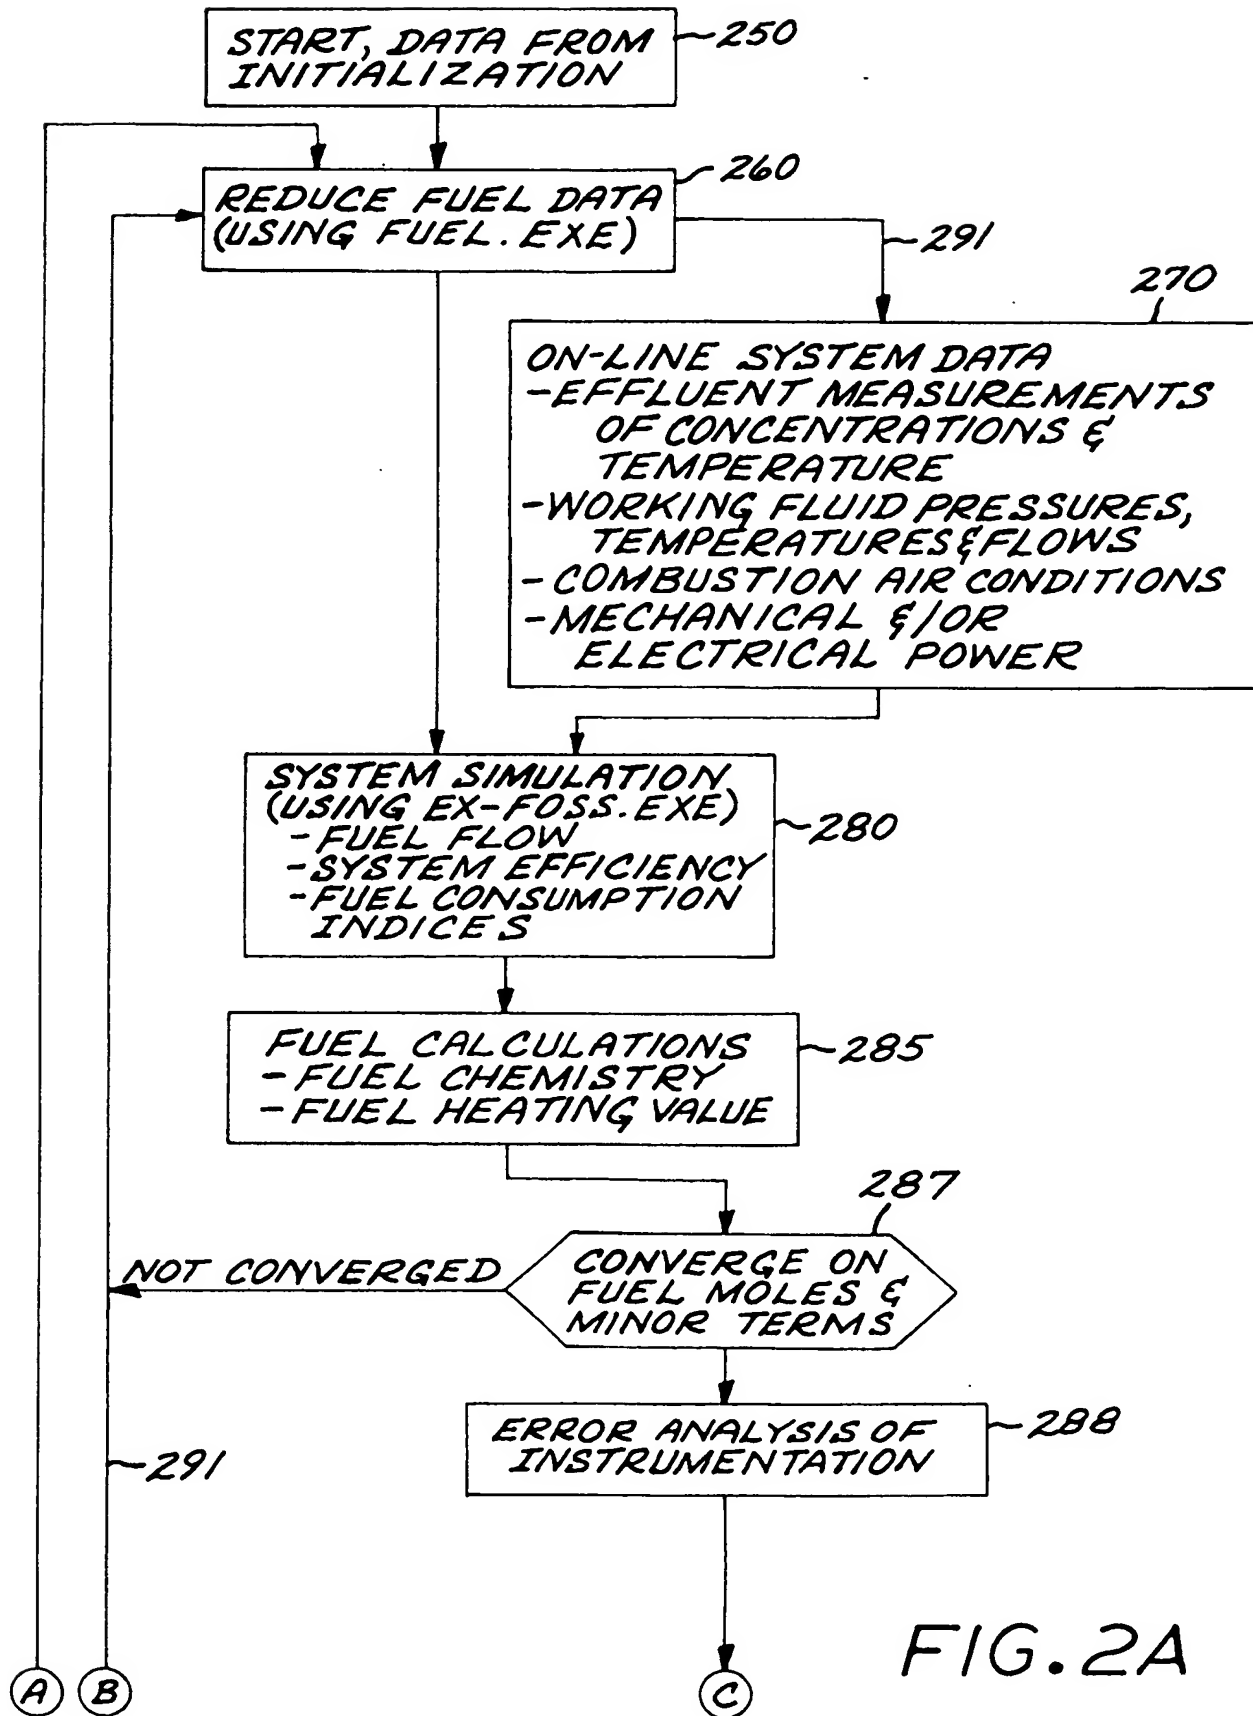 START, DATA FROM
INITIALIZATION
250
REDUCE FUEL DATA
(USING FUEL.EXE)
260
291
270
ON-LINE SYSTEM DATA
-EFFLUENT MEASUREMENTS
OF CONCENTRATIONS &
TEMPERATURE
-WORKING FLUID PRESSURES,
TEMPERATURES & FLOWS
- COMBUSTION AIR CONDITIONS
-MECHANICAL &/OR
ELECTRICAL POWER
SYSTEM SIMULATION
(USING EX-FOSS.EXE)
-FUEL FLOW
-SYSTEM EFFICIENCY
-FUEL CONSUMPTION
INDICES
280
FUEL CALCULATIONS
-FUEL CHEMISTRY
-FUEL HEATING VALUE
285
287
NOT CONVERGED
CONVERGE ON
FUEL MOLES &
MINOR TERMS
ERROR ANALYSIS OF
INSTRUMENTATION
288
291
A
B
C
FIG. 2A